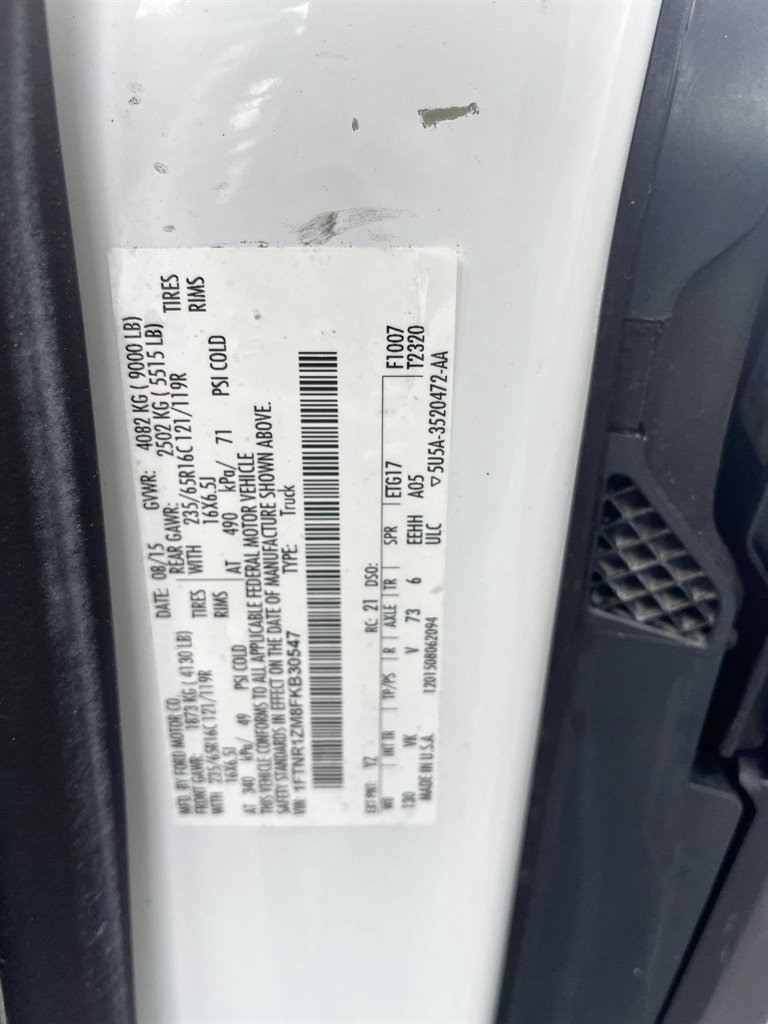 MFD. BY FORD MOTOR CO. DATE: 08/15 GVWR: 4082 KG ( 9000 LB)
FRONT GAWR: 1873 KG ( 4130 LB) REAR GAWR: 2502 KG ( 5515 LB)
WITH 235/65R16C 121/119R TIRES WITH 235/65R16C 121/119R TIRES
16X6.5J RIMS 16X6.5J RIMS
AT 340 kPa/ 49 PSI COLD AT 490 kPa/ 71 PSI COLD
THIS VEHICLE CONFORMS TO ALL APPLICABLE FEDERAL MOTOR VEHICLE
SAFETY STANDARDS IN EFFECT ON THE DATE OF MANUFACTURE SHOWN ABOVE.
VIN: 1FTNR1ZM8FKB30547 TYPE: Truck
EXT PNT: YZ RC: 21 DSO: F1007
WB INT TR TP/PS R AXLE TR SPR ETG17 T2320
130 VK V 73 6 EEHH A05
MADE IN U.S.A. 1201508062094 ULC ▽5U5A-3520472-AA